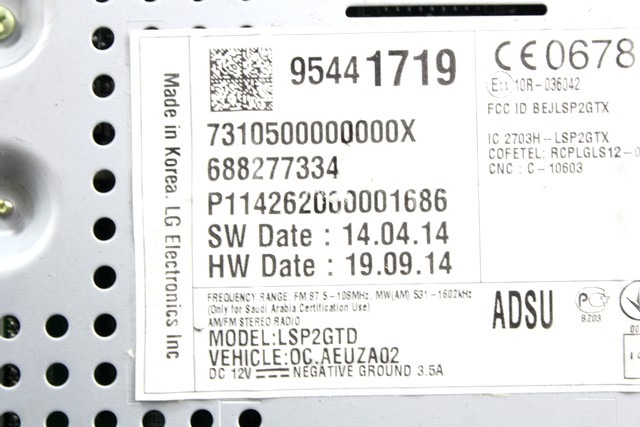 Made in Korea. LG Electronics Inc
95441719
7310500000000X
688277334
P114262000001686
SW Date : 14.04.14
HW Date : 19.09.14
CE0678
E11 10R-036042
FCC ID BEJLSP2GTX
IC 2703H-LSP2GTX
COFETEL: RCPLGLS12-0
CNC : C-10603
FREQUENCY RANGE: FM 87.5-108MHz, MW(AM) 531-1602kHz
(Only for Saudi Arabia Certification Use)
AM/FM STEREO RADIO
MODEL:LSP2GTD
VEHICLE:OC.AEUZA02
DC 12V NEGATIVE GROUND 3.5A
ADSU
BZ03